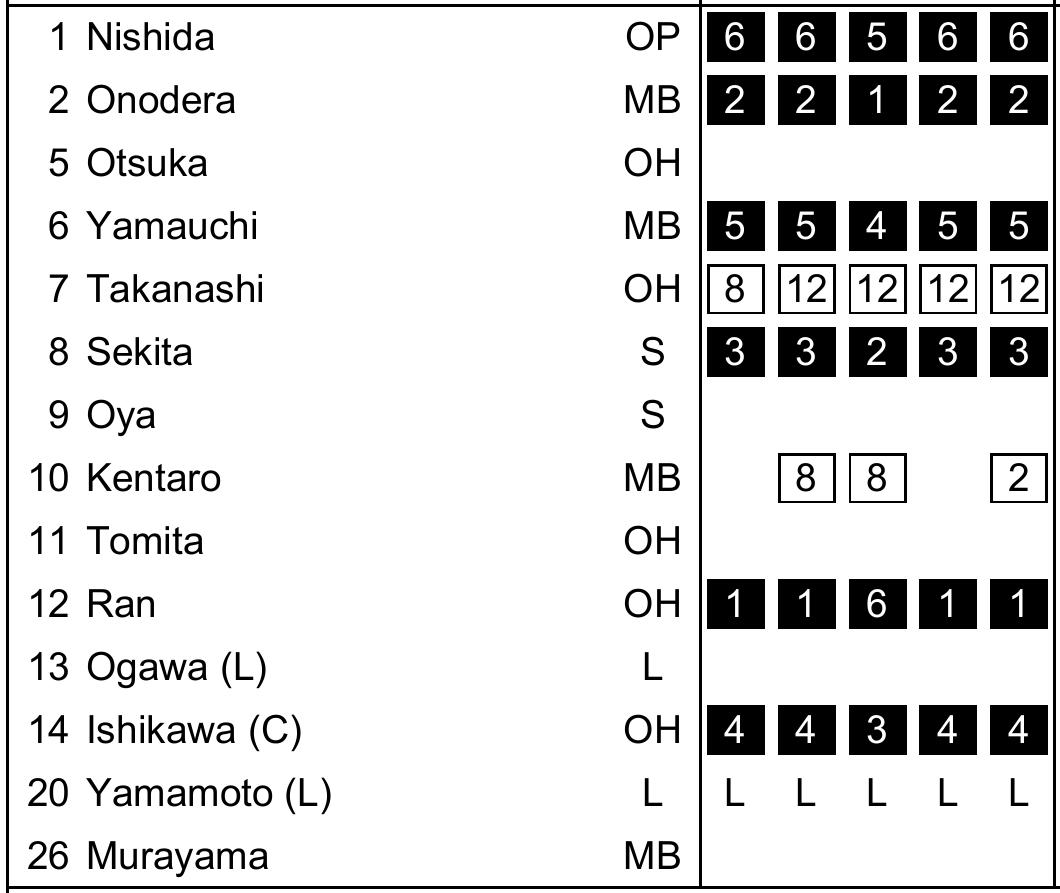 1 Nishida OP 6 6 5 6 6
2 Onodera MB 2 2 1 2 2
5 Otsuka OH
6 Yamauchi MB 5 5 4 5 5
7 Takanashi OH 8 12 12 12 12
8 Sekita S 3 3 2 3 3
9 Oya S
10 Kentaro MB 8 8 2
11 Tomita OH
12 Ran OH 1 1 6 1 1
13 Ogawa (L) L
14 Ishikawa (C) OH 4 4 3 4 4
20 Yamamoto (L) L L L L L L
26 Murayama MB